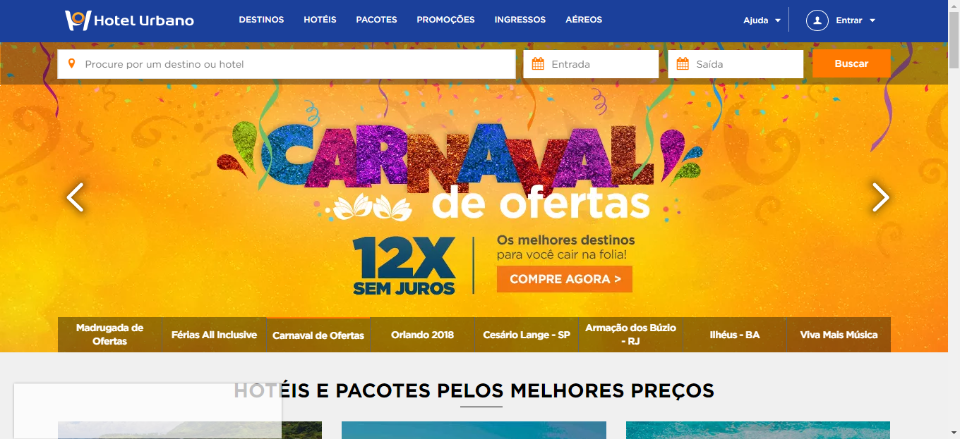 Hotel Urbano
DESTINOS HOTÉIS PACOTES PROMOÇÕES INGRESSOS AÉREOS
Ajuda Entrar
Procure por um destino ou hotel
Entrada
Saída
Buscar
CARNAVAL
de ofertas
12X
SEM JUROS
Os melhores destinos
para você cair na folia!
COMPRE AGORA >
Madrugada de
Ofertas
Férias All Inclusive
Carnaval de Ofertas
Orlando 2018
Cesário Lange - SP
Armação dos Búzio
- RJ
Ilhéus - BA
Viva Mais Música
HOTÉIS E PACOTES PELOS MELHORES PREÇOS